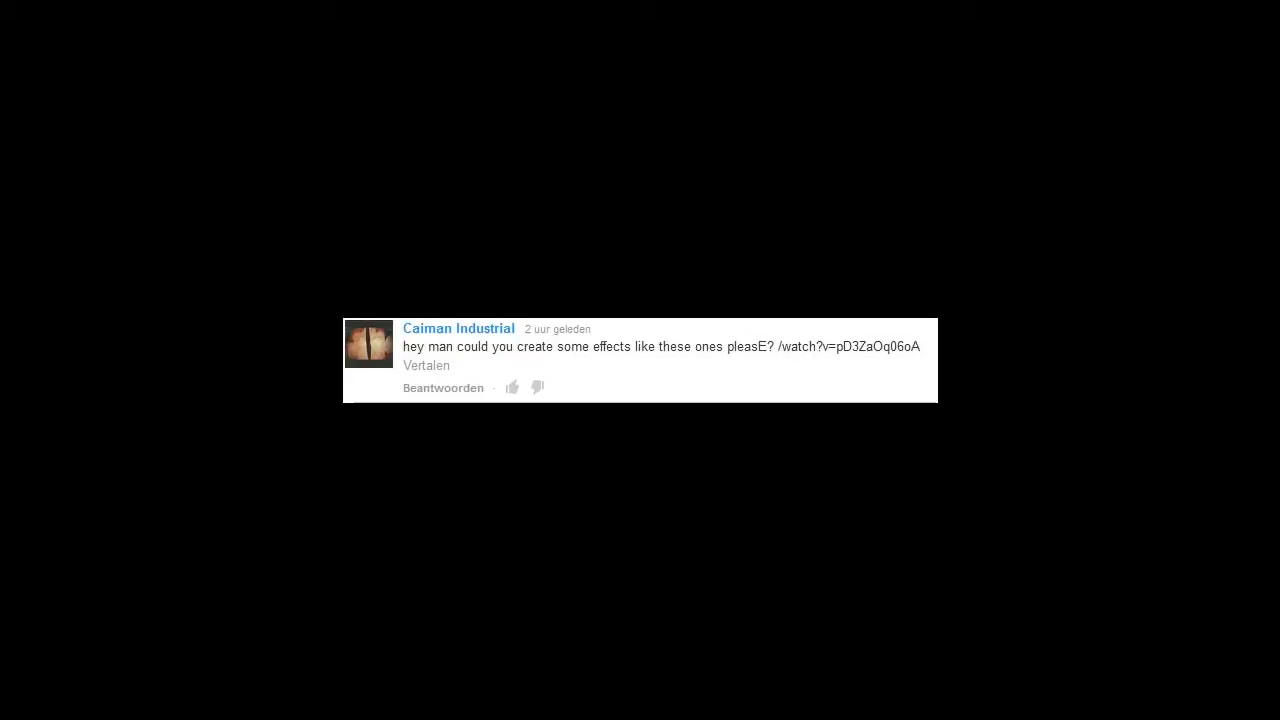 Caiman Industrial 2 uur geleden
hey man could you create some effects like these ones pleasE? /watch?v=pD3ZaOq06oA
Vertalen
Beantwoorden ·